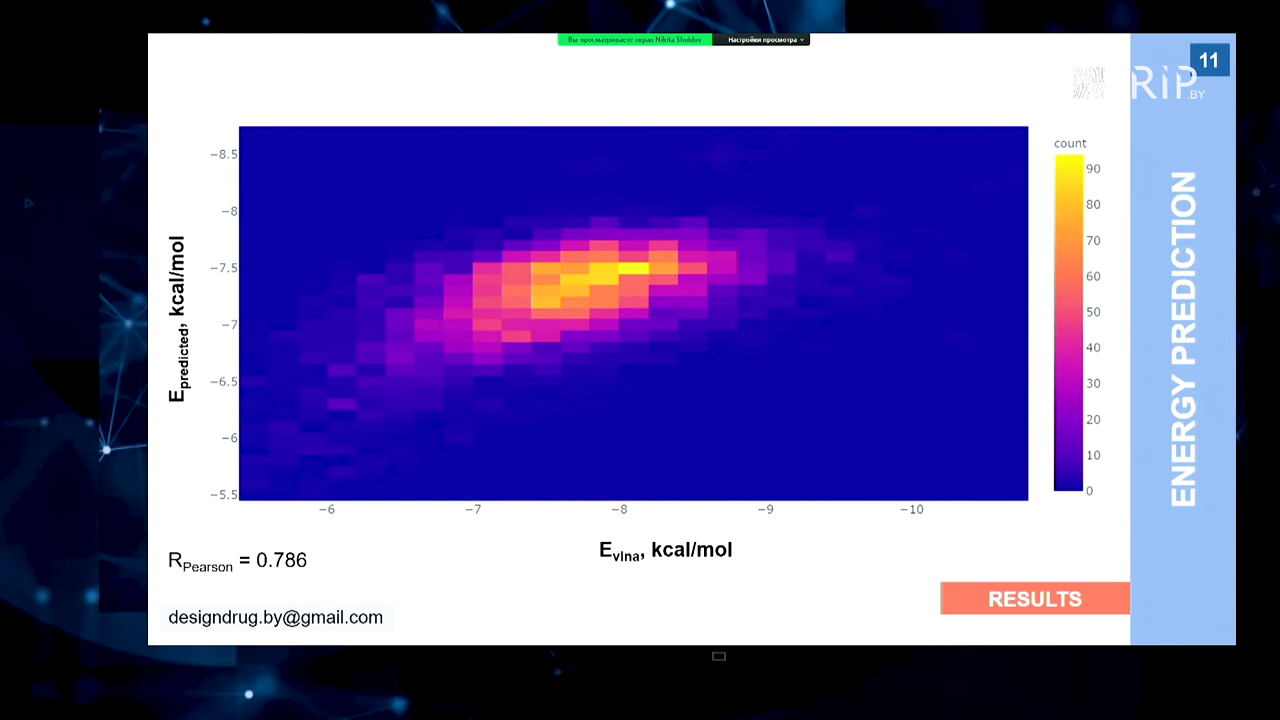 Вы просматриваете экран Nikita Shuldov
Настройки просмотра
11
RiP.BY
count
90
80
70
60
50
40
30
20
10
0
−8.5
−8
−7.5
−7
−6.5
−6
−5.5
Epredicted, kcal/mol
−6
−7
−8
−9
−10
Evina, kcal/mol
ENERGY PREDICTION
RPearson = 0.786
RESULTS
designdrug.by@gmail.com